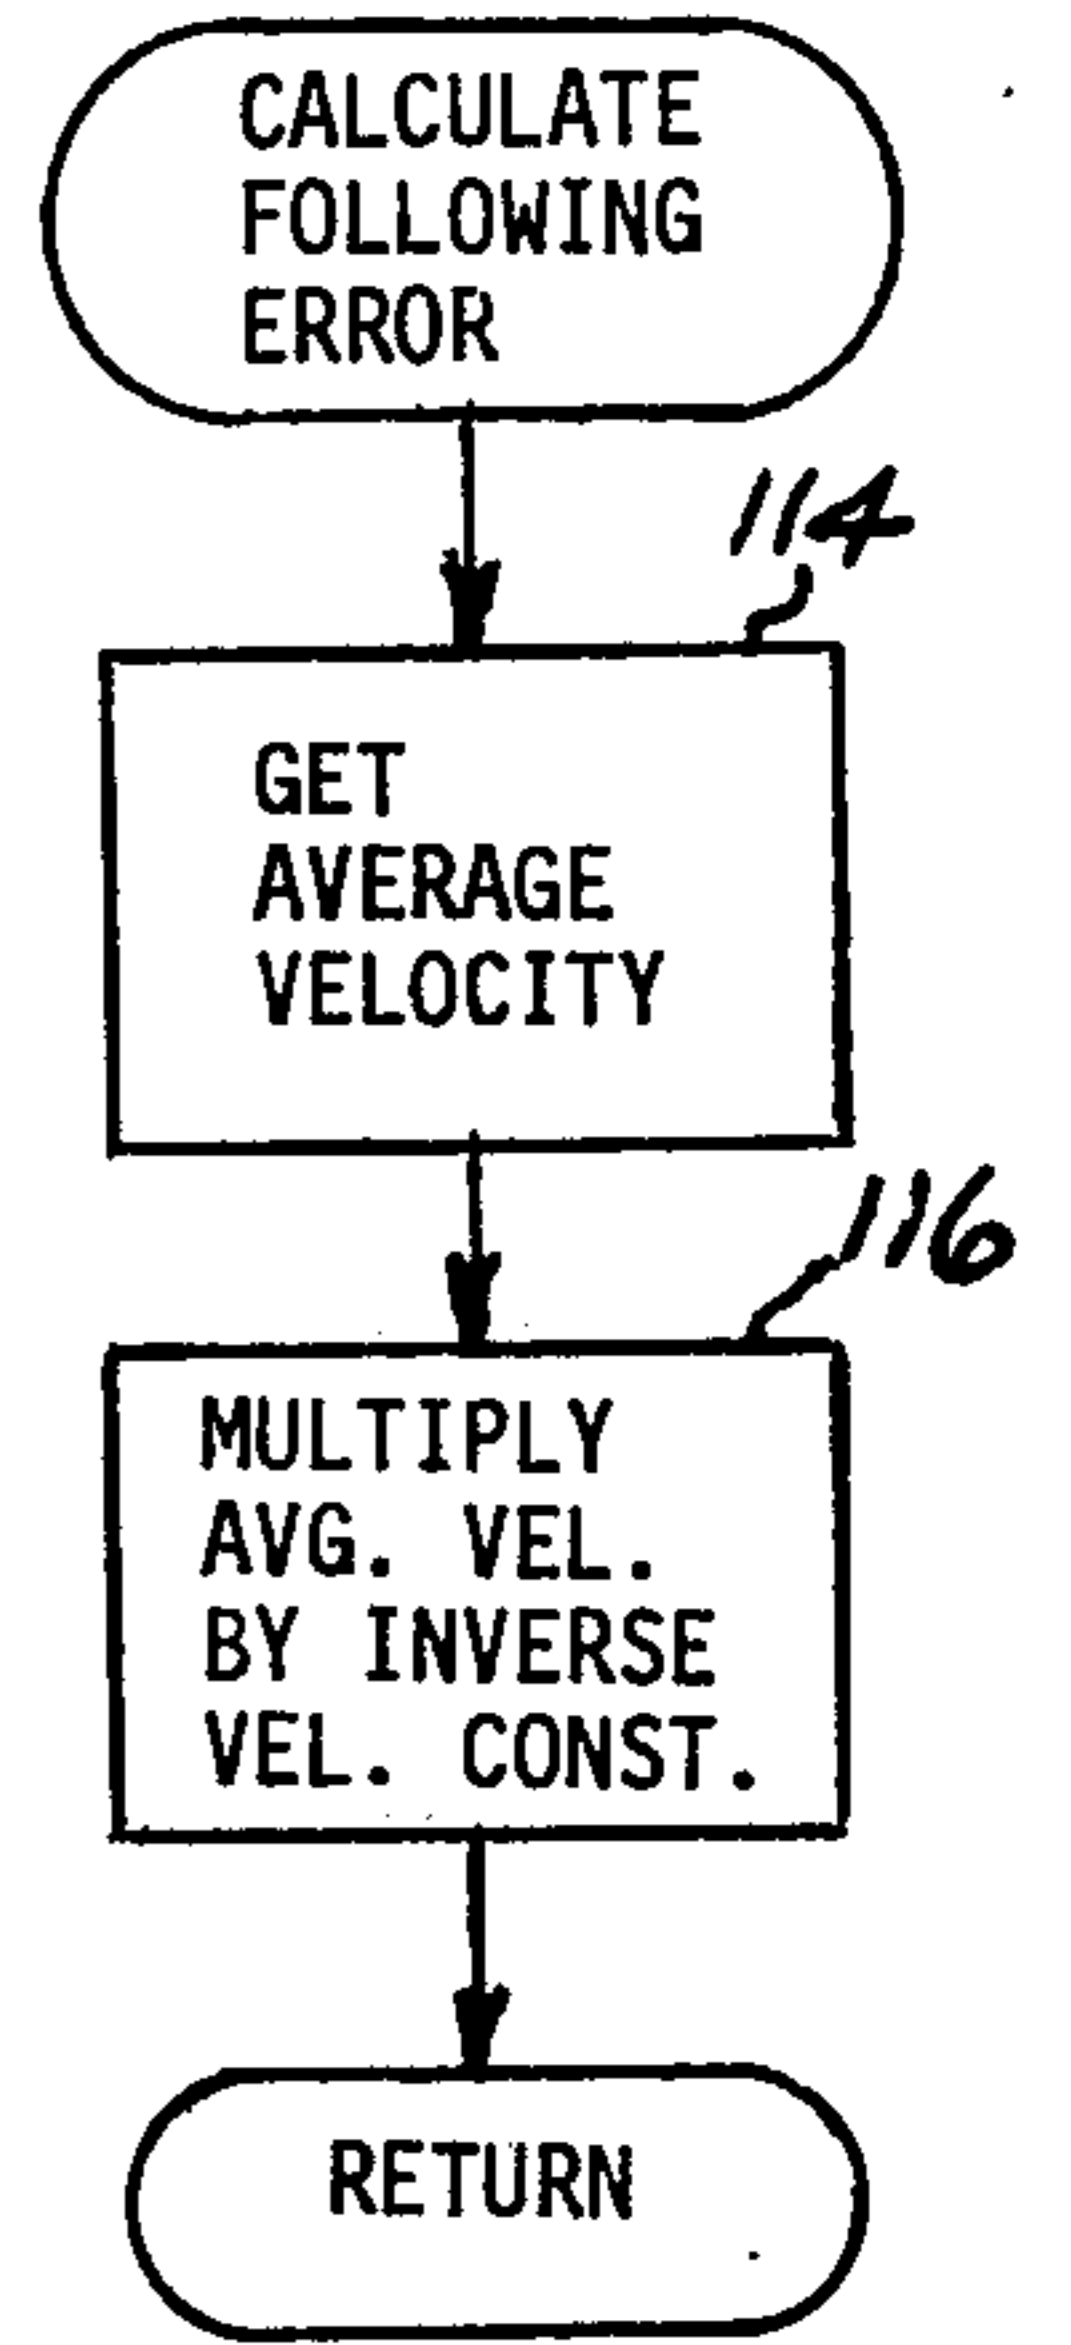 CALCULATE
FOLLOWING
ERROR
114
GET
AVERAGE
VELOCITY
116
MULTIPLY
AVG. VEL.
BY INVERSE
VEL. CONST.
RETURN